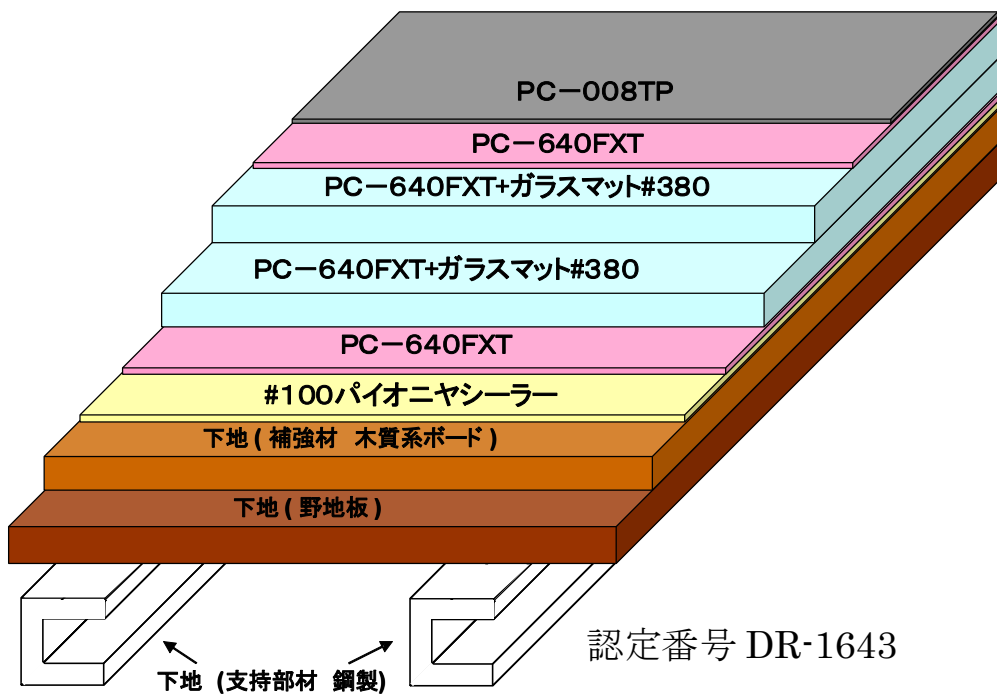 PC-008TP
PC-640FXT
PC-640FXT+ガラスマット#380
PC-640FXT+ガラスマット#380
PC-640FXT
#100パイオニヤシーラー
下地(補強材 木質系ボード)
下地(野地板)
認定番号 DR-1643
下地 (支持部材 鋼製)